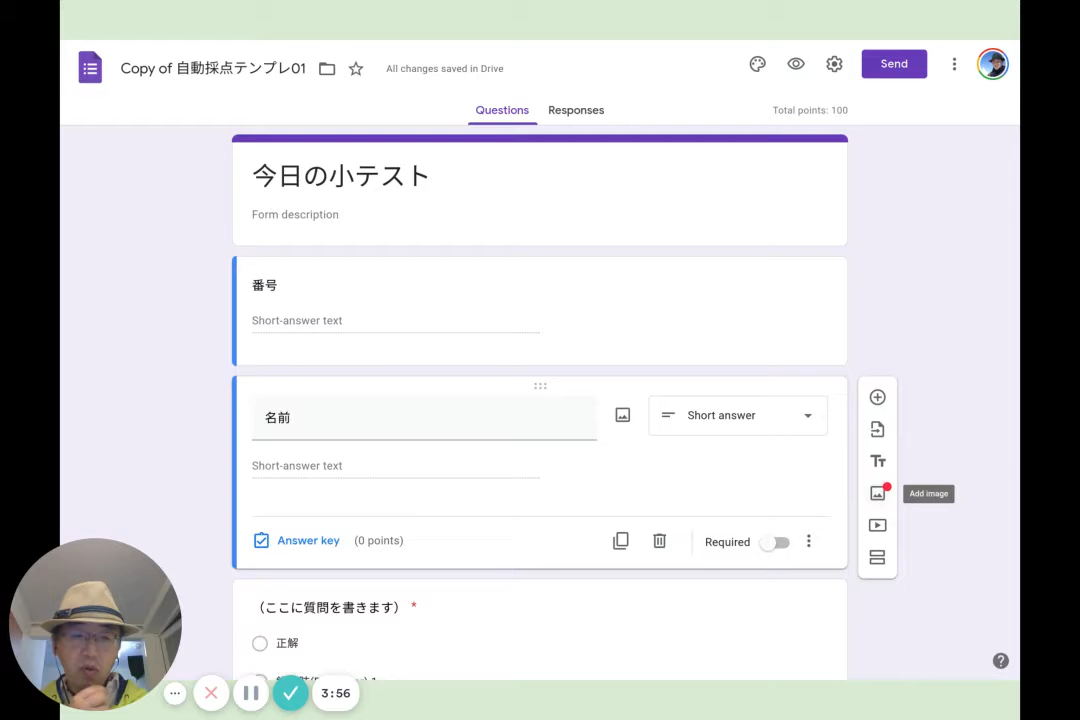 Copy of 自動採点テンプレ01
All changes saved in Drive
Send
Questions
Responses
Total points: 100
今日の小テスト
Form description
番号
Short-answer text
名前
Short answer
Short-answer text
Add image
Answer key
(0 points)
Required
(ここに質問を書きます) *
正解
3:56